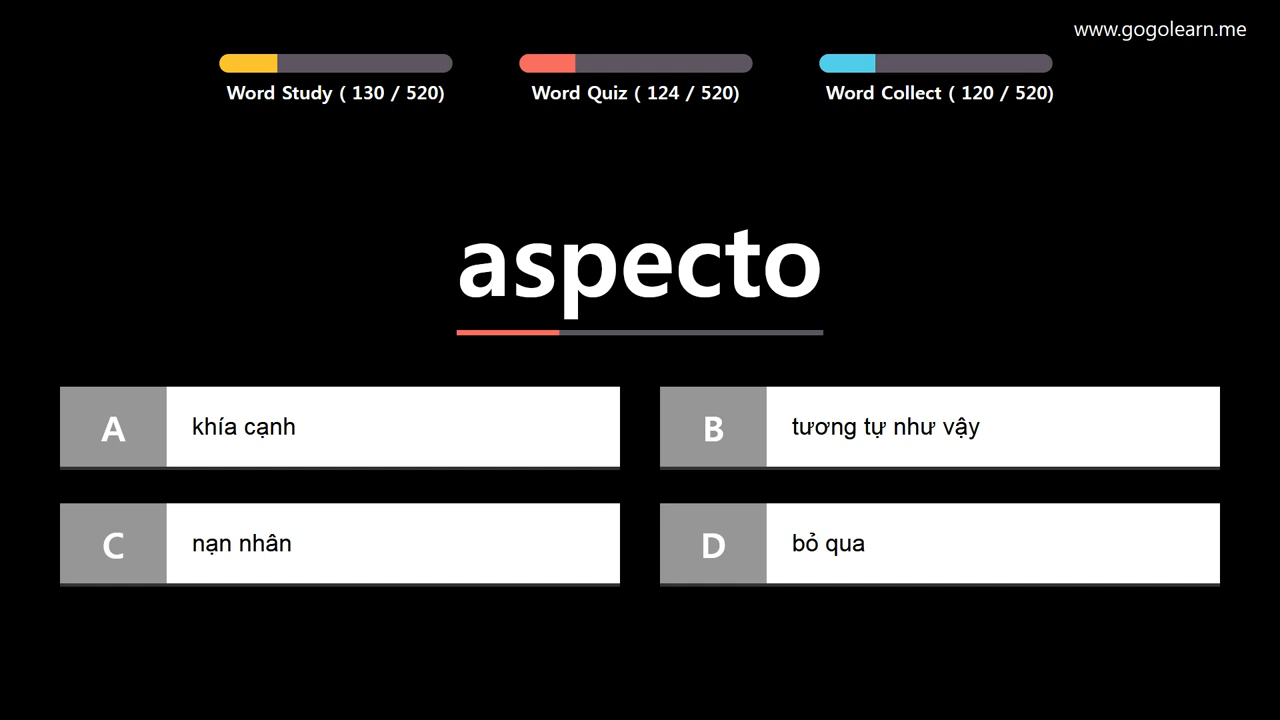 www.gogolearn.me
Word Study ( 130 / 520)
Word Quiz ( 124 / 520)
Word Collect ( 120 / 520)
aspecto
A
khía cạnh
B
tương tự như vậy
C
nạn nhân
D
bỏ qua